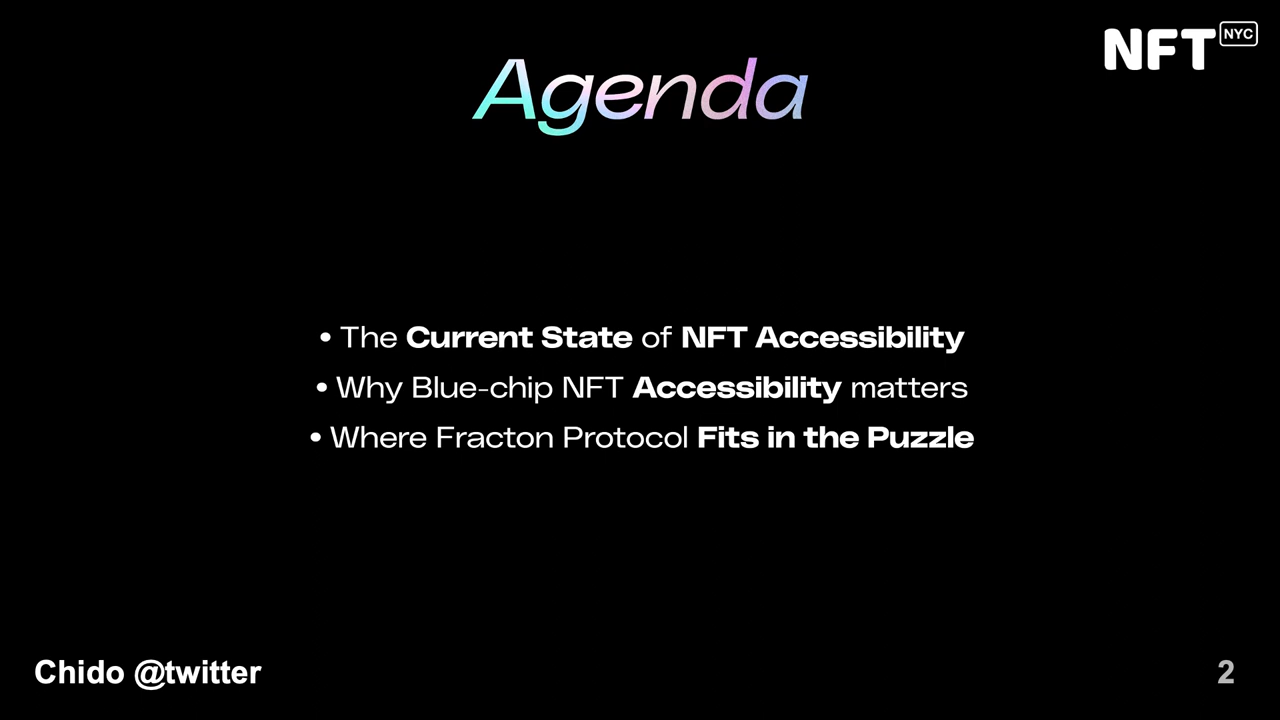 NFT NYC
Agenda
• The Current State of NFT Accessibility
• Why Blue-chip NFT Accessibility matters
• Where Fracton Protocol Fits in the Puzzle
Chido @twitter
2